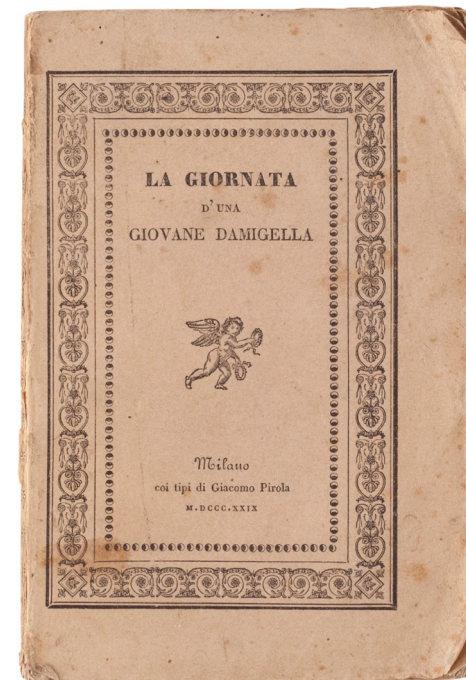 LA GIORNATA
D'UNA
GIOVANE DAMIGELLA
Milano
coi tipi di Giacomo Pirola
M.DCCC.XXIX